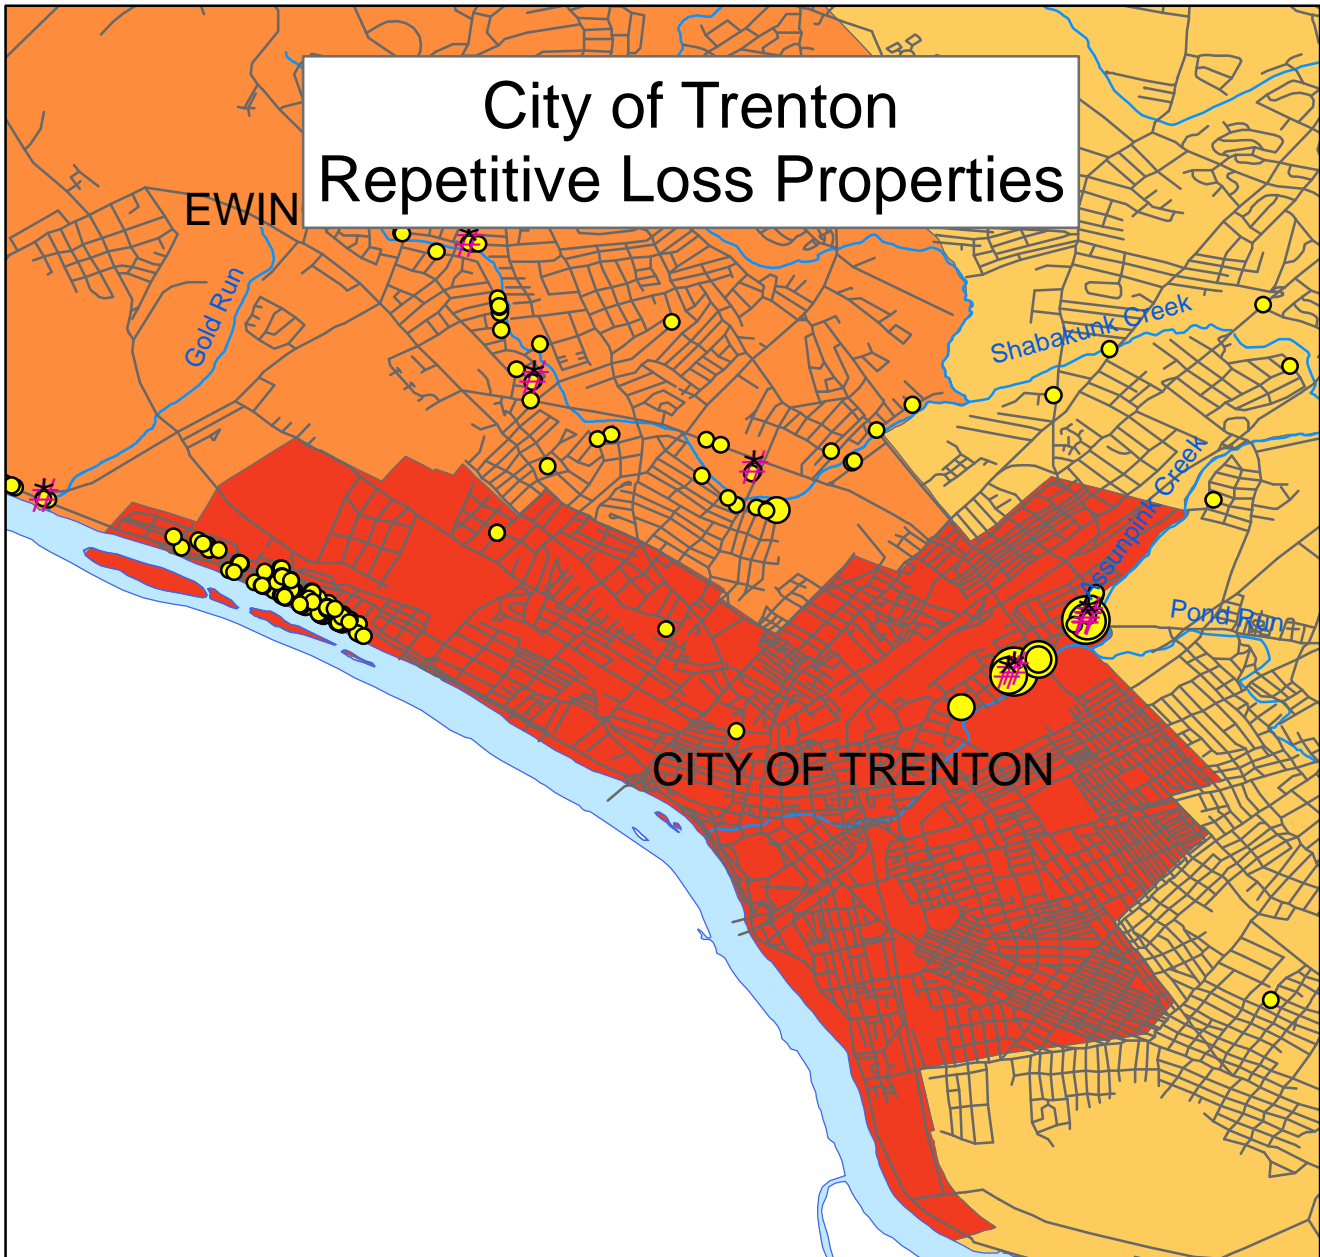 City of Trenton
Repetitive Loss Properties
EWIN
Gold Run
Shabakunk Creek
Assunpink Creek
Pond Run
CITY OF TRENTON